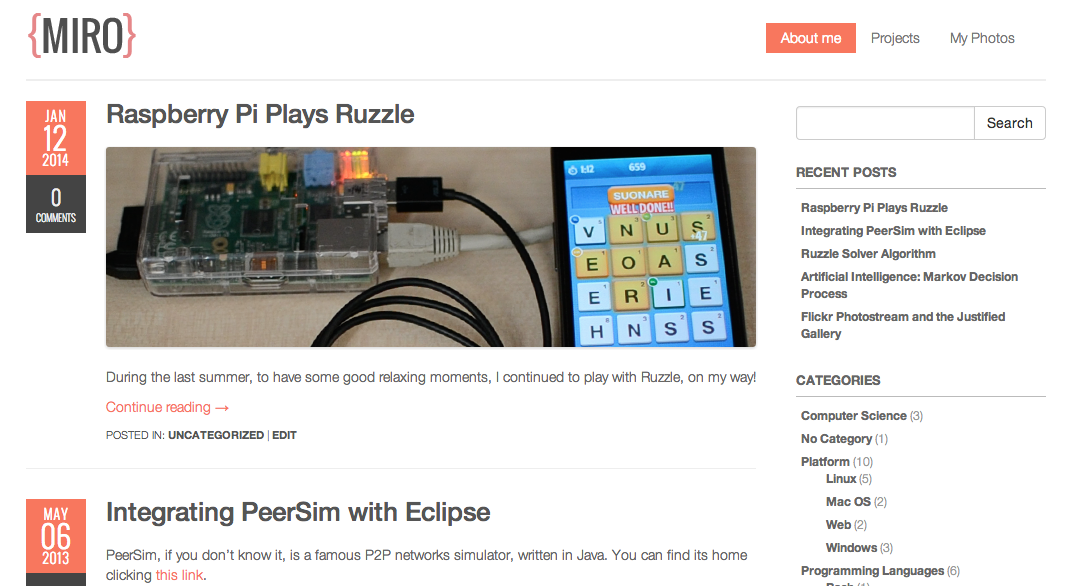 {MIRO}
About me
Projects
My Photos
JAN
12
2014
0
COMMENTS
Raspberry Pi Plays Ruzzle
1:12
659
SUONARE
+47
WELL DONE!!
V N U S
E O A S
E R I E
H N S S
During the last summer, to have some good relaxing moments, I continued to play with Ruzzle, on my way!
Continue reading →
POSTED IN: UNCATEGORIZED | EDIT
MAY
06
2013
Integrating PeerSim with Eclipse
PeerSim, if you don't know it, is a famous P2P networks simulator, written in Java. You can find its home
clicking this link.
Search
RECENT POSTS
Raspberry Pi Plays Ruzzle
Integrating PeerSim with Eclipse
Ruzzle Solver Algorithm
Artificial Intelligence: Markov Decision
Process
Flickr Photostream and the Justified
Gallery
CATEGORIES
Computer Science (3)
No Category (1)
Platform (10)
Linux (5)
Mac OS (2)
Web (2)
Windows (3)
Programming Languages (6)